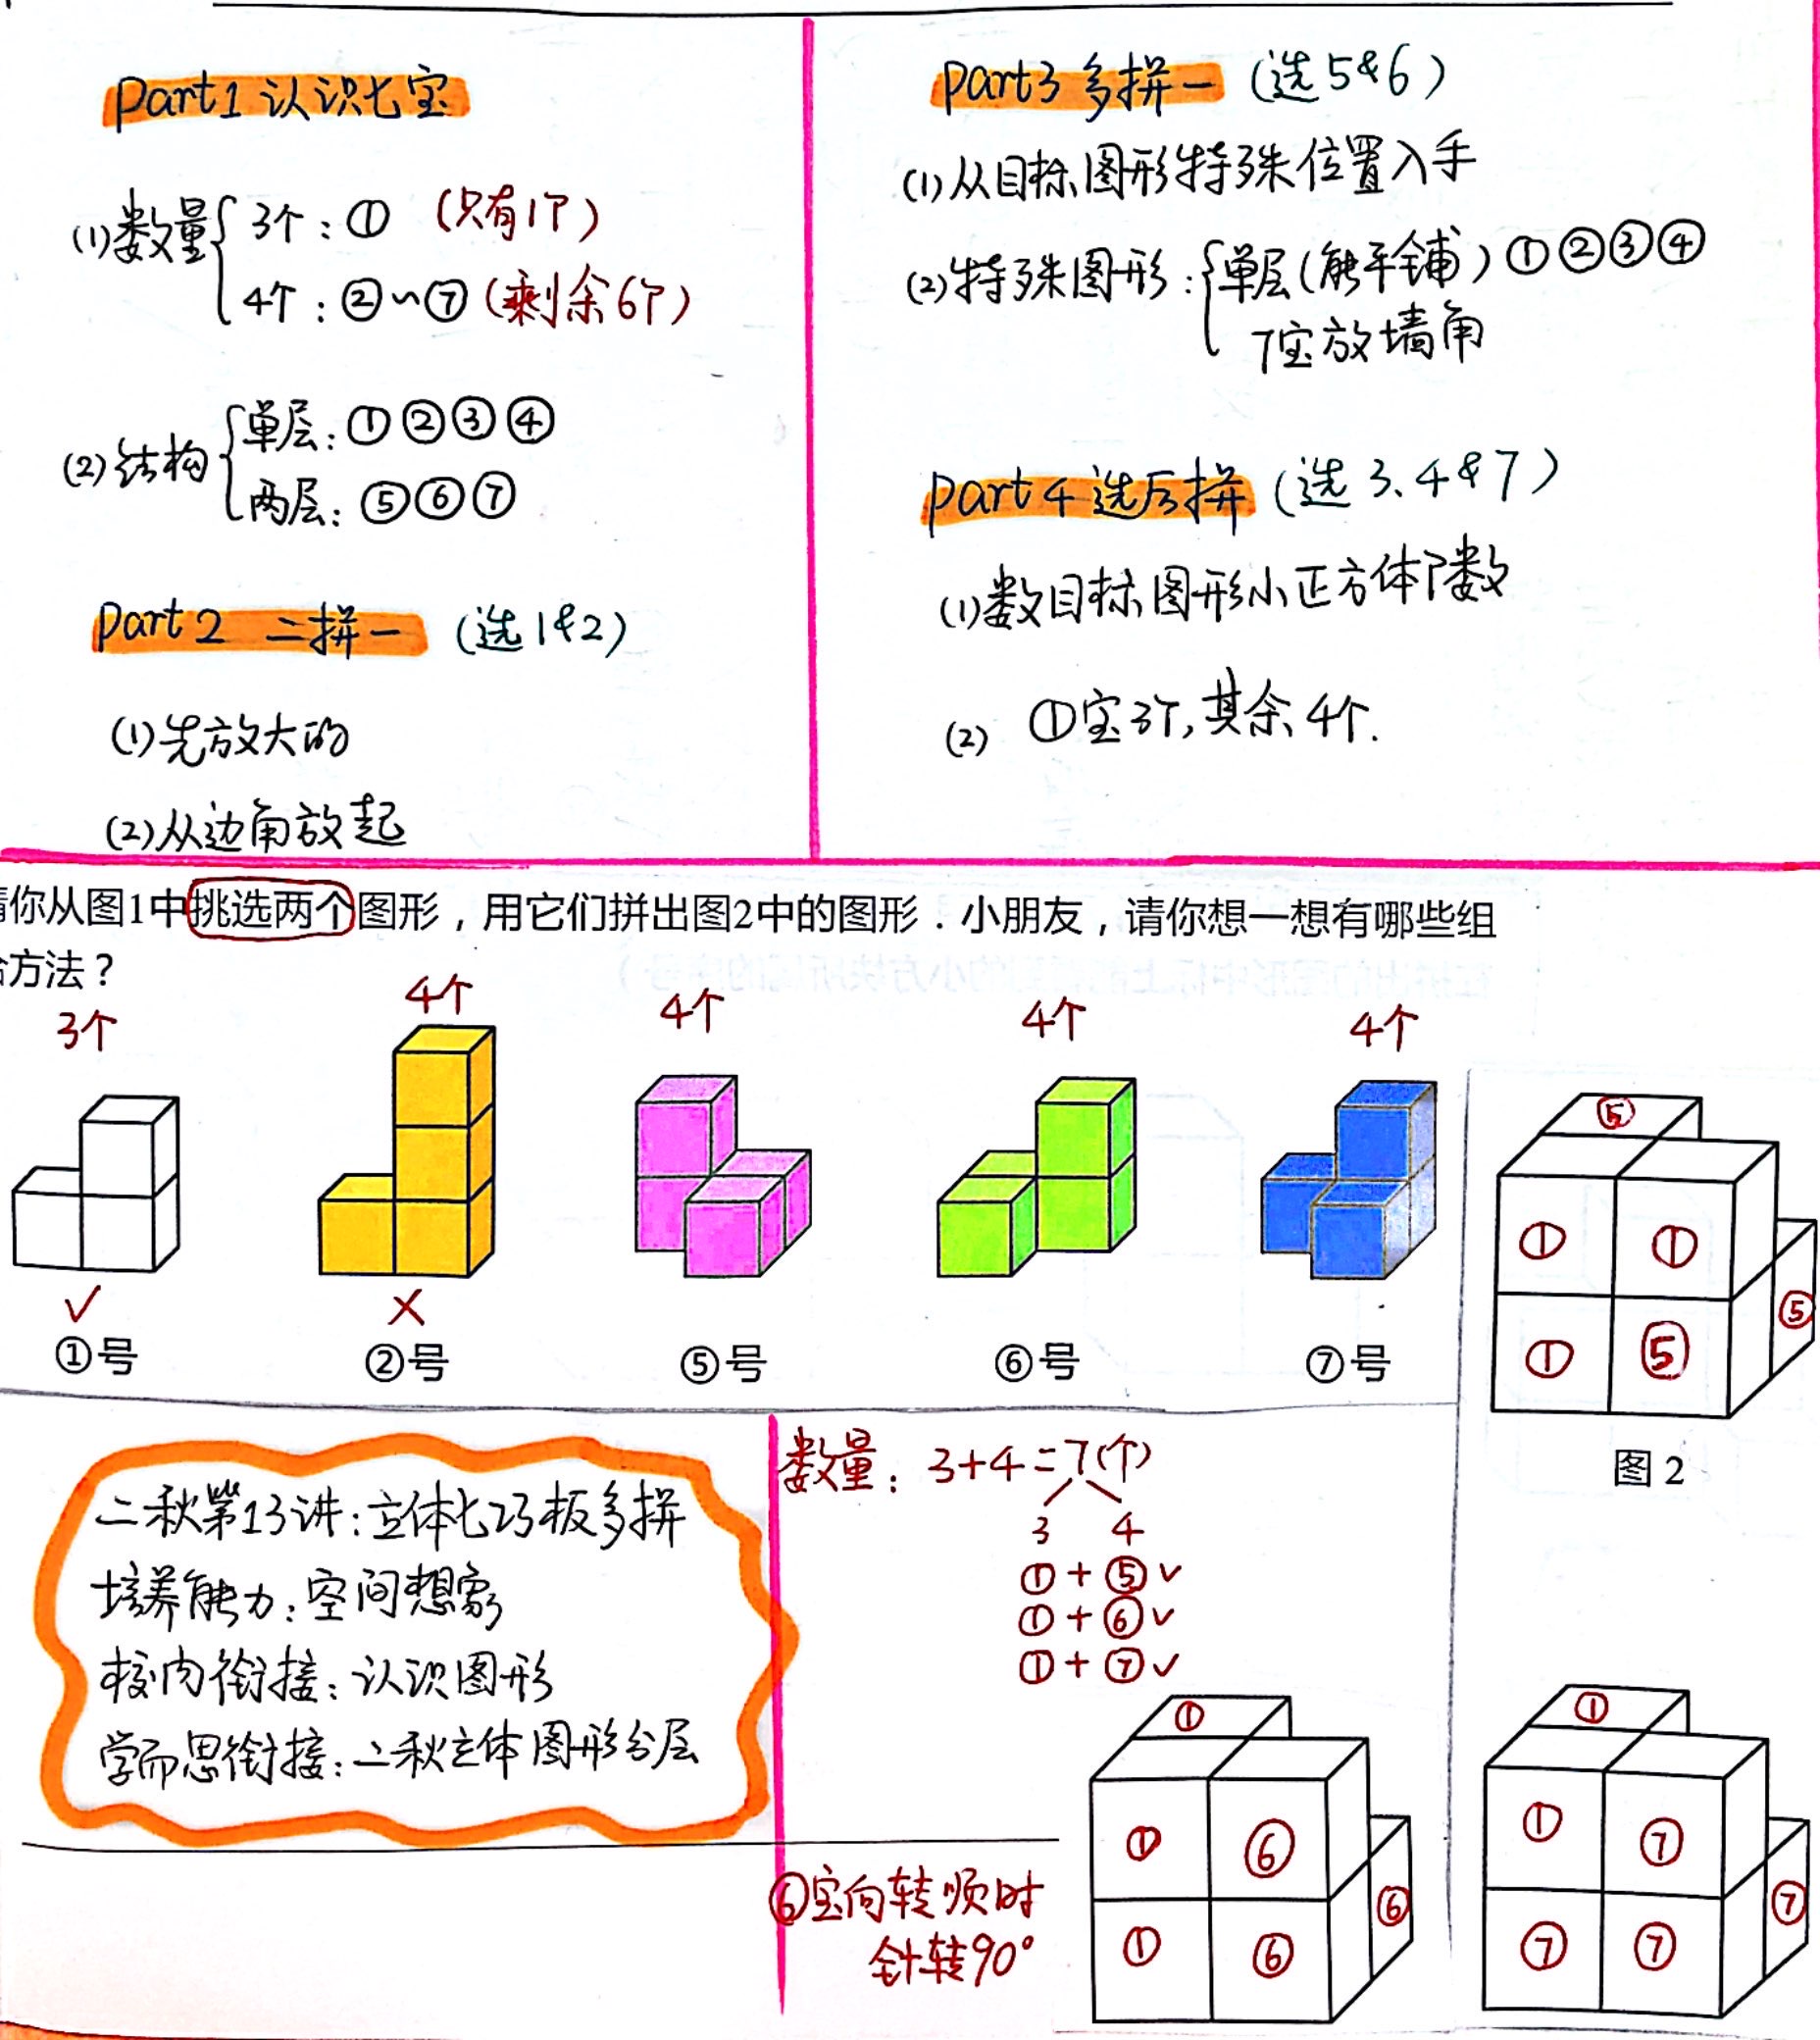 part1 认识七宝
(1)数量{3个:① (只有1个)
4个:②~⑦(剩余6个)
(2)结构{单层:①②③④
两层:⑤⑥⑦
part2 二拼一 (选1&2)
(1)先放大的
(2)从边角放起
part3 多拼一 (选5&6)
(1)从目标图形特殊位置入手
(2)特殊图形:{单层(能平铺)①②③④
7宝放墙角
part4 选后拼 (选3、4&7)
(1)数目标图形小正方体个数
(2) ①宝3个,其余4个.
你从图1中挑选两个图形，用它们拼出图2中的图形．小朋友，请你想一想有哪些组
方法？
3个 4个 4个 4个 4个
✓ ×
①号 ②号 ⑤号 ⑥号 ⑦号
⑤
① ①
① ⑤ ⑤
图2
二秋第13讲:立体七巧板多拼
培养能力:空间想象
校内衔接:认识图形
学而思衔接:二秋立体图形分层
数量: 3+4=7(个)
3 4
①+⑤✓
①+⑥✓
①+⑦✓
⑥宝向转顺时
针转90°
①
① ⑥
① ⑥ ⑥
①
① ⑦
⑦ ⑦ ⑦